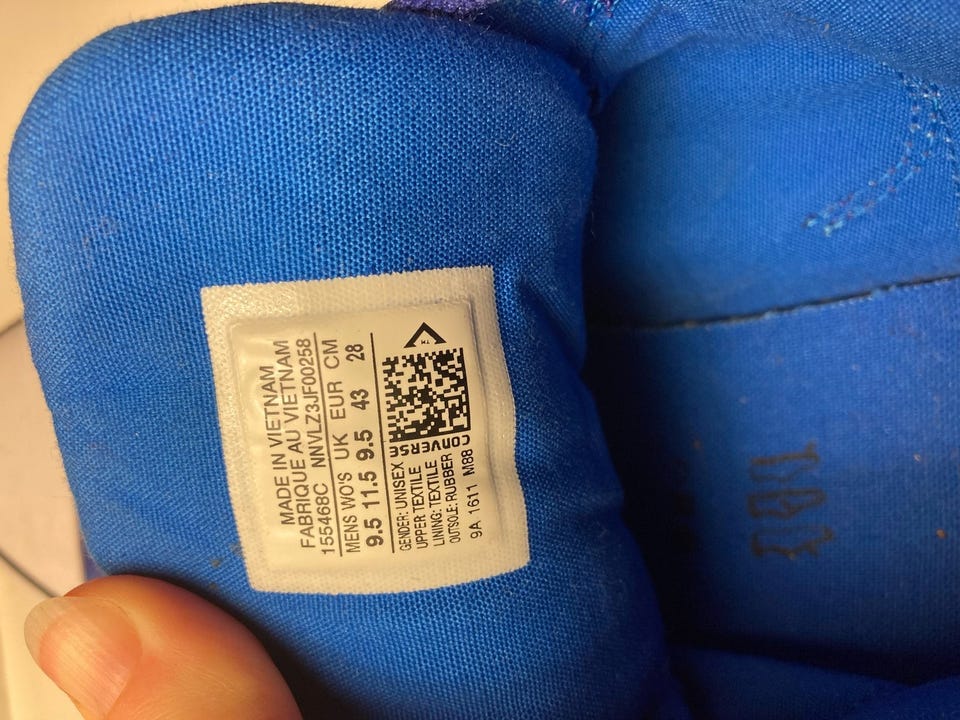 MADE IN VIETNAM
FABRIQUE AU VIETNAM
155468C NNVLZ3JF00258
MENS WO'S UK EUR CM
9.5 11.5 9.5 43 28
GENDER: UNISEX
UPPER:TEXTILE
LINING: TEXTILE
OUTSOLE: RUBBER
9A 1611 M88
CONVERSE
TM